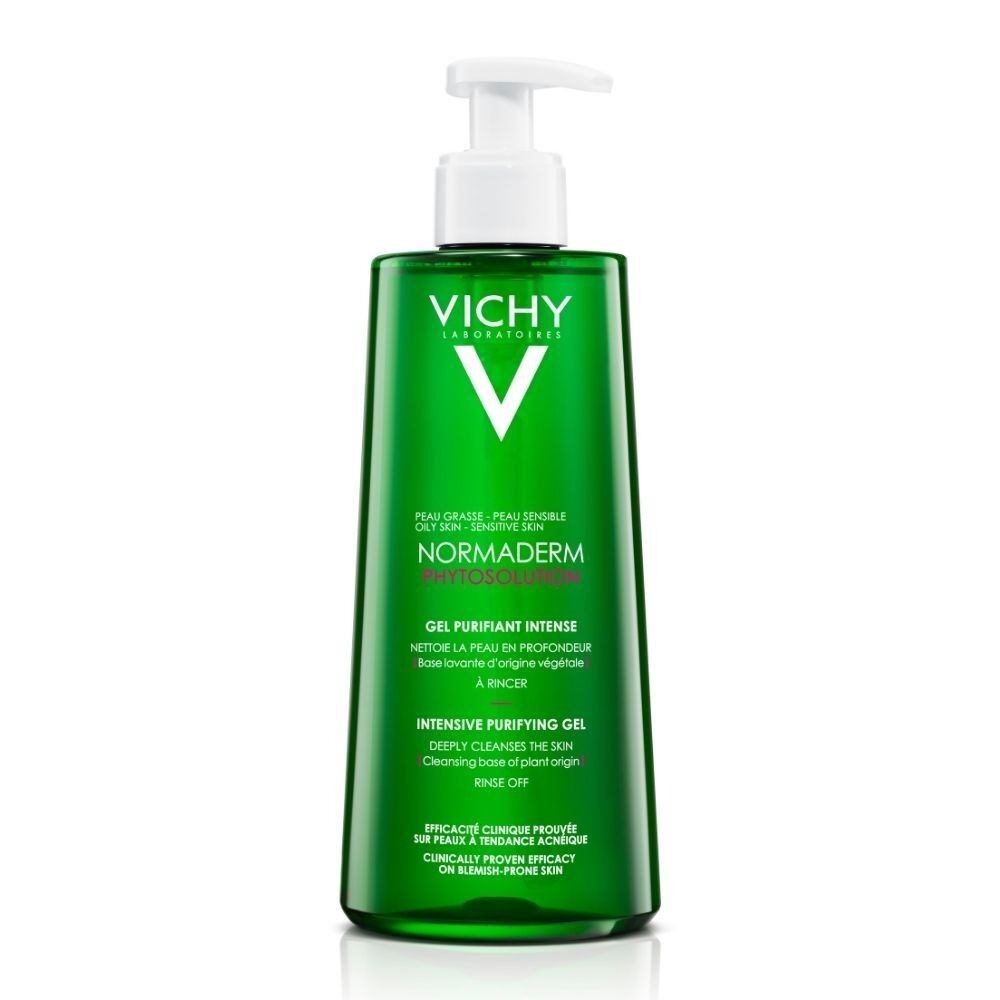 VICHY
LABORATOIRES
V
PEAU GRASSE - PEAU SENSIBLE
OILY SKIN - SENSITIVE SKIN
NORMADERM
PHYTOSOLUTION
GEL PURIFIANT INTENSE
NETTOIE LA PEAU EN PROFONDEUR
[Base lavante d'origine végétale]
À RINCER
INTENSIVE PURIFYING GEL
DEEPLY CLEANSES THE SKIN
[Cleansing base of plant origin]
RINSE OFF
EFFICACITÉ CLINIQUE PROUVÉE
SUR PEAUX À TENDANCE ACNÉIQUE
CLINICALLY PROVEN EFFICACY
ON BLEMISH-PRONE SKIN